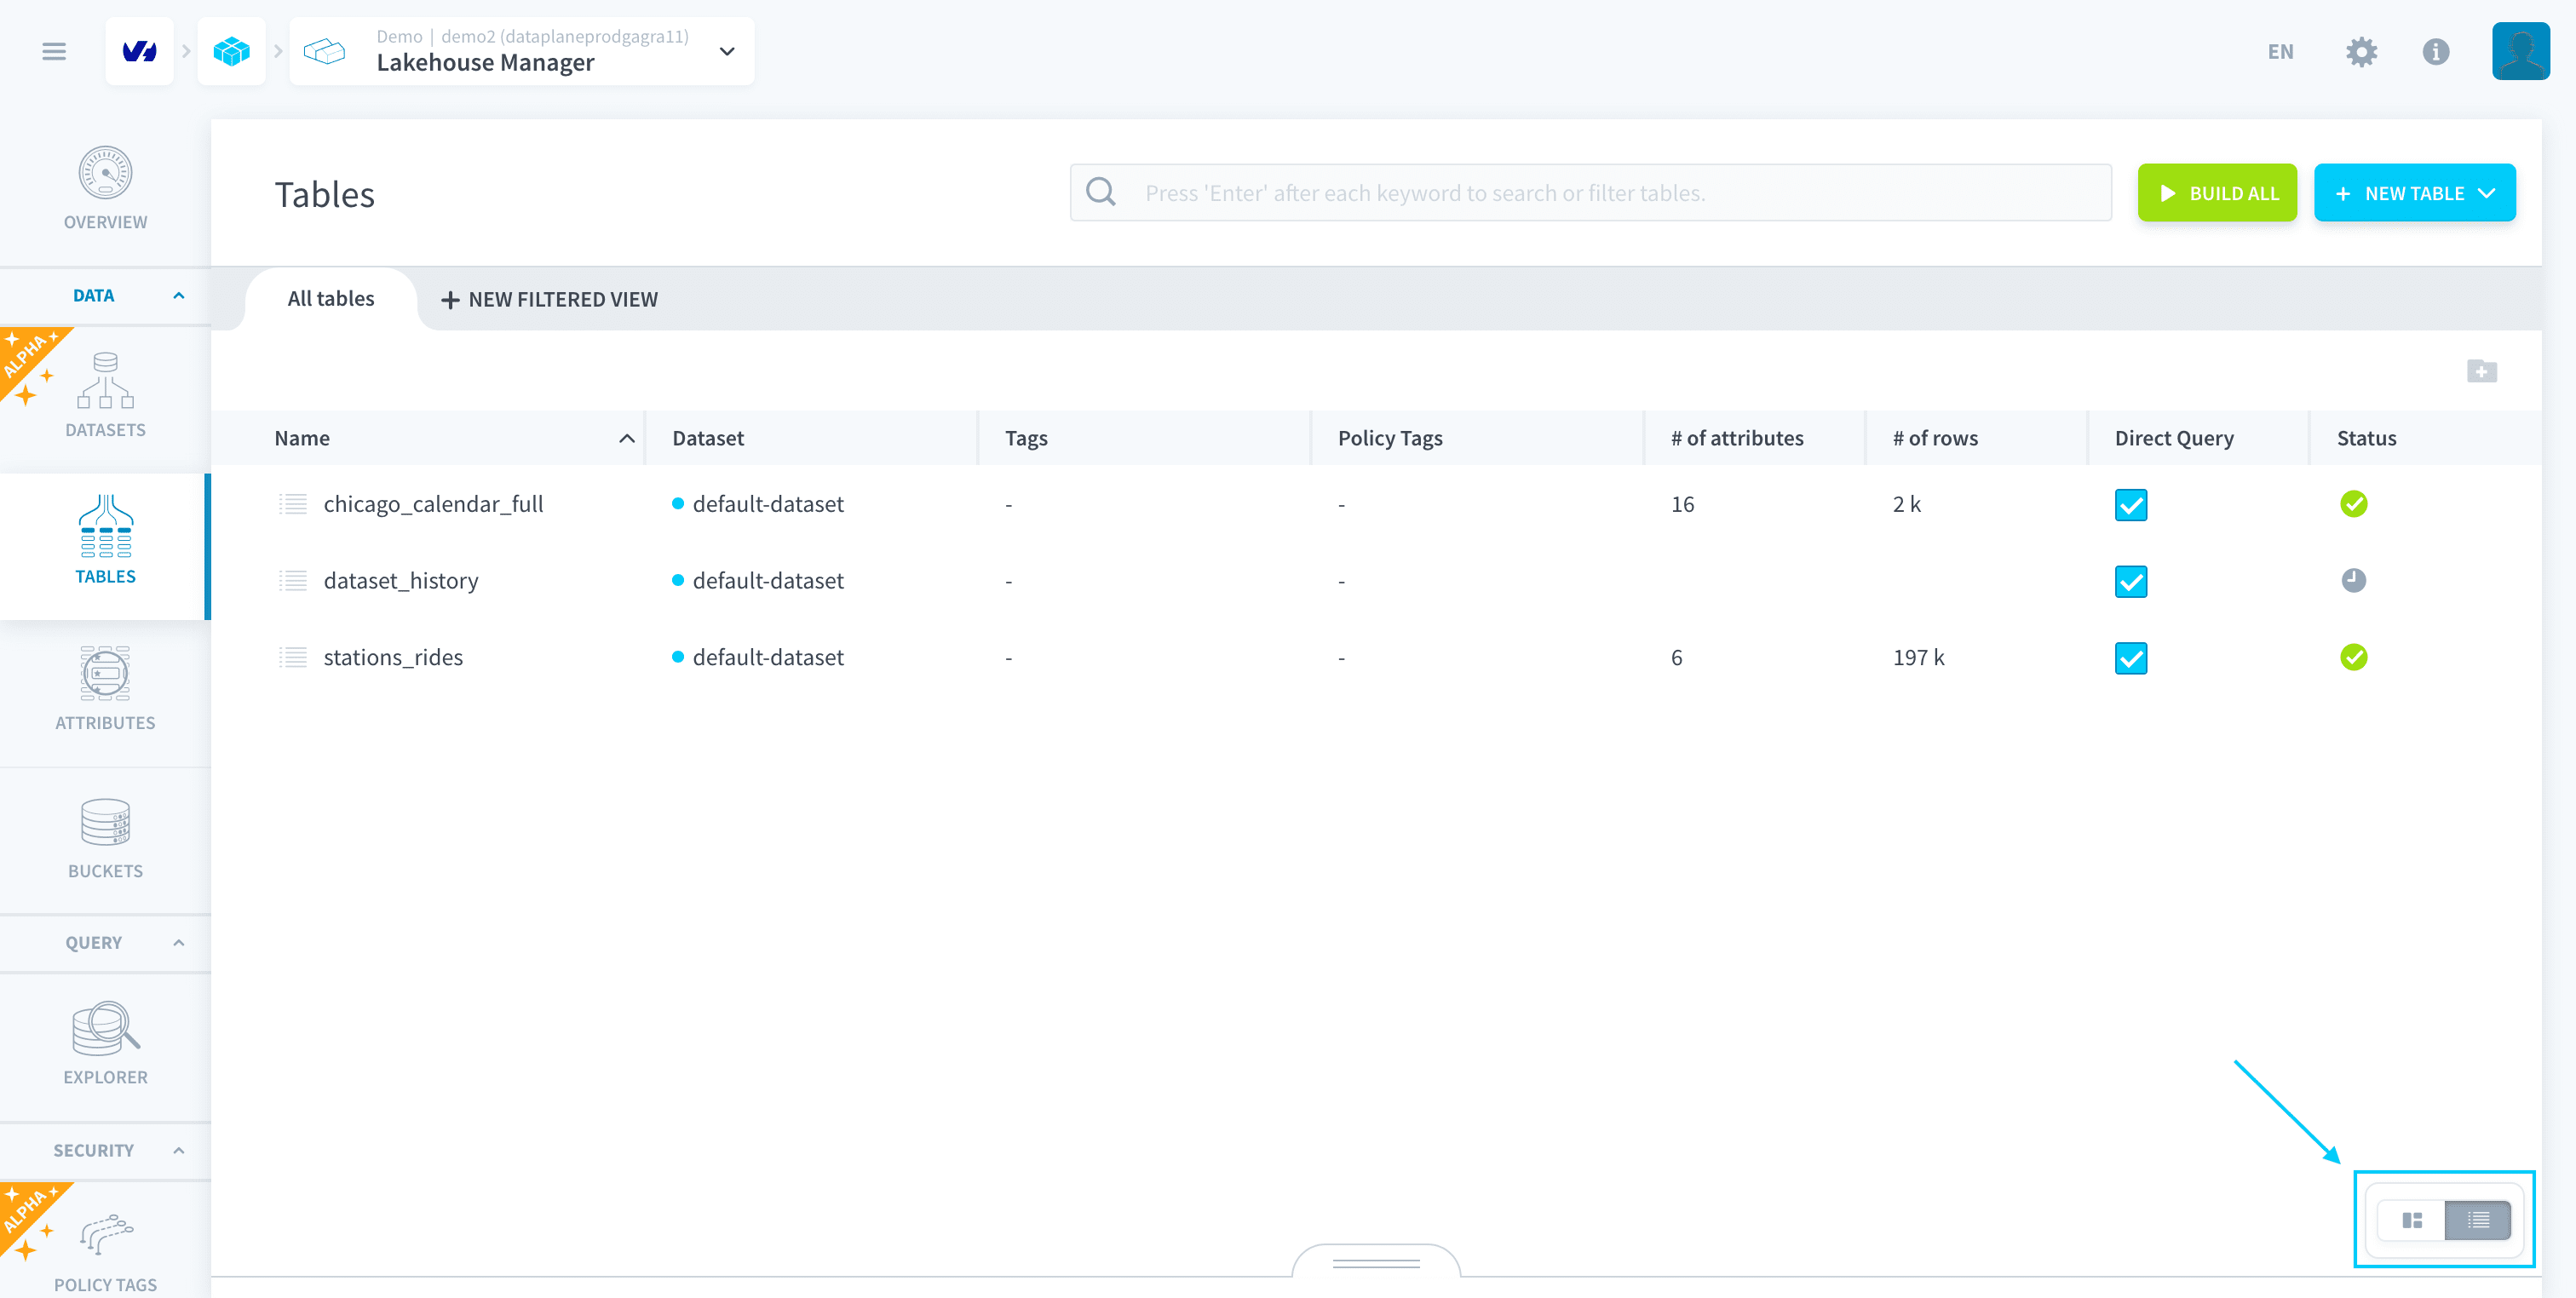 Demo | demo2 (dataplaneprodgagra11)
Lakehouse Manager
EN
OVERVIEW
DATA
ALPHA
DATASETS
TABLES
ATTRIBUTES
BUCKETS
QUERY
EXPLORER
SECURITY
ALPHA
POLICY TAGS
Tables
Press 'Enter' after each keyword to search or filter tables.
BUILD ALL
+ NEW TABLE
All tables
+ NEW FILTERED VIEW
Name Dataset Tags Policy Tags # of attributes # of rows Direct Query Status
chicago_calendar_full default-dataset - - 16 2 k
dataset_history default-dataset - -
stations_rides default-dataset - - 6 197 k